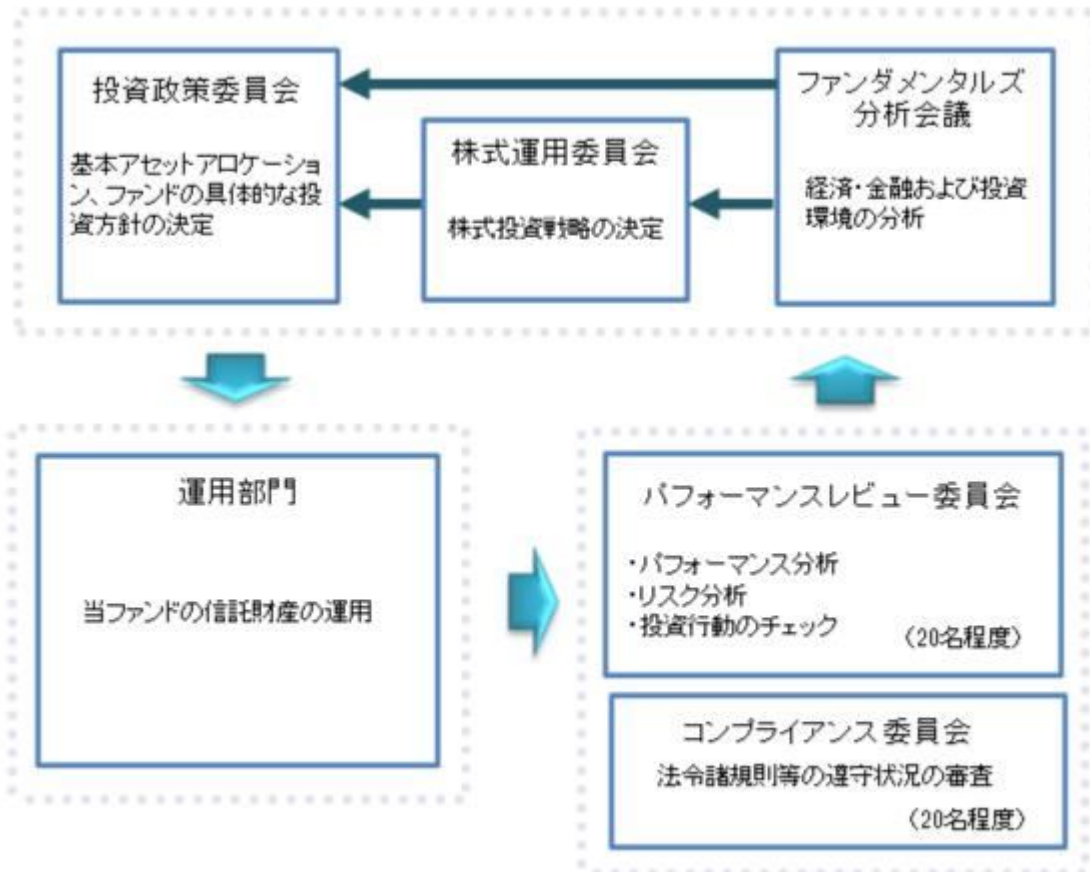 投資政策委員会
基本アセットアロケーショ
ン、ファンドの具体的な投
資方針の決定
株式運用委員会
株式投資戦略の決定
ファンダメンタルズ
分析会議
経済・金融および投資
環境の分析
運用部門
当ファンドの信託財産の運用
パフォーマンスレビュー委員会
・パフォーマンス分析
・リスク分析
・投資行動のチェック
（20名程度）
コンプライアンス委員会
法令諸規則等の遵守状況の審査
（20名程度）